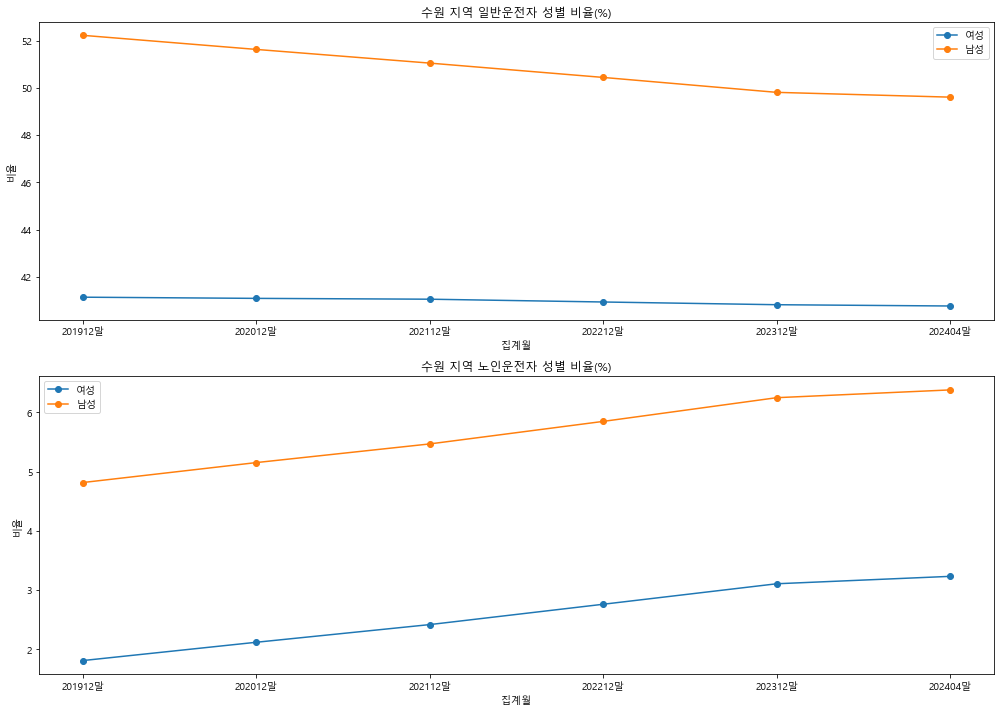 수원 지역 일반운전자 성별 비율(%)
여성
남성
52
50
48
46
44
42
비율
201912말 202012말 202112말 202212말 202312말 202404말
집계월
수원 지역 노인운전자 성별 비율(%)
여성
남성
6
5
4
3
2
비율
201912말 202012말 202112말 202212말 202312말 202404말
집계월